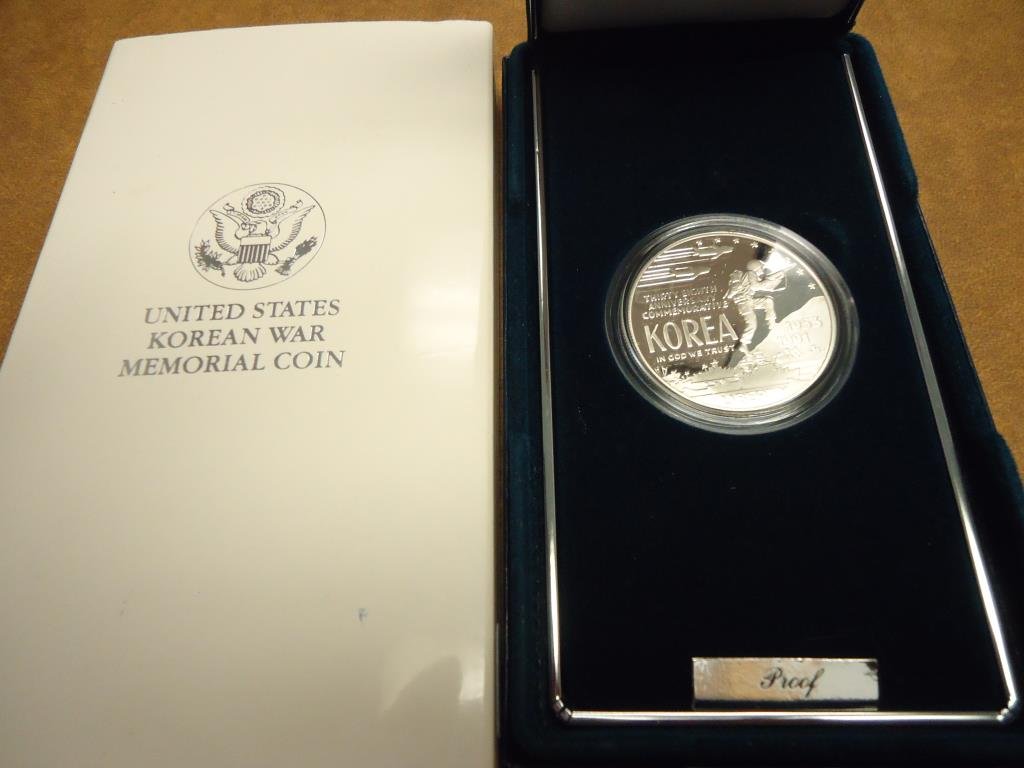 UNITED STATES
KOREAN WAR
MEMORIAL COIN
THIRTY EIGHTH
ANNIVERSARY
COMMEMORATIVE
KOREA
IN GOD WE TRUST
1953
1991
Proof